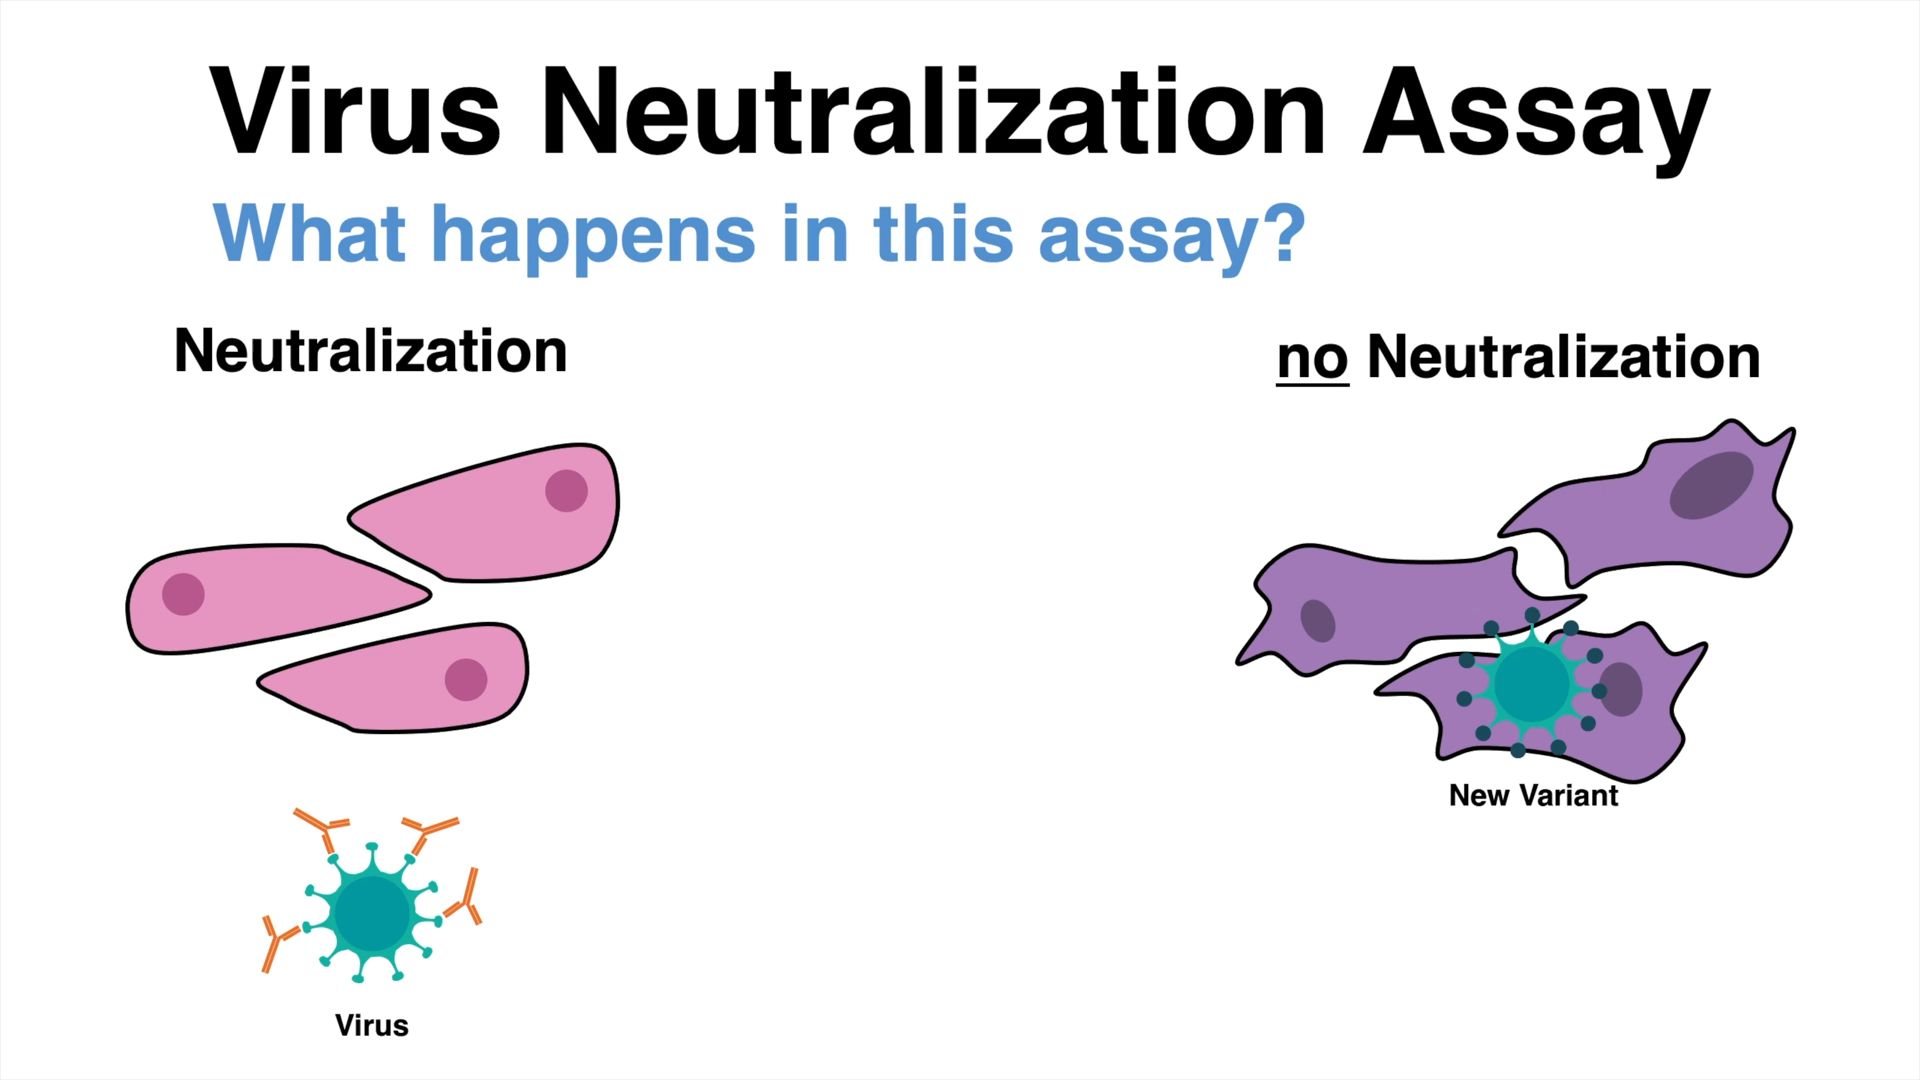 Virus Neutralization Assay
What happens in this assay?
Neutralization
no Neutralization
New Variant
Virus